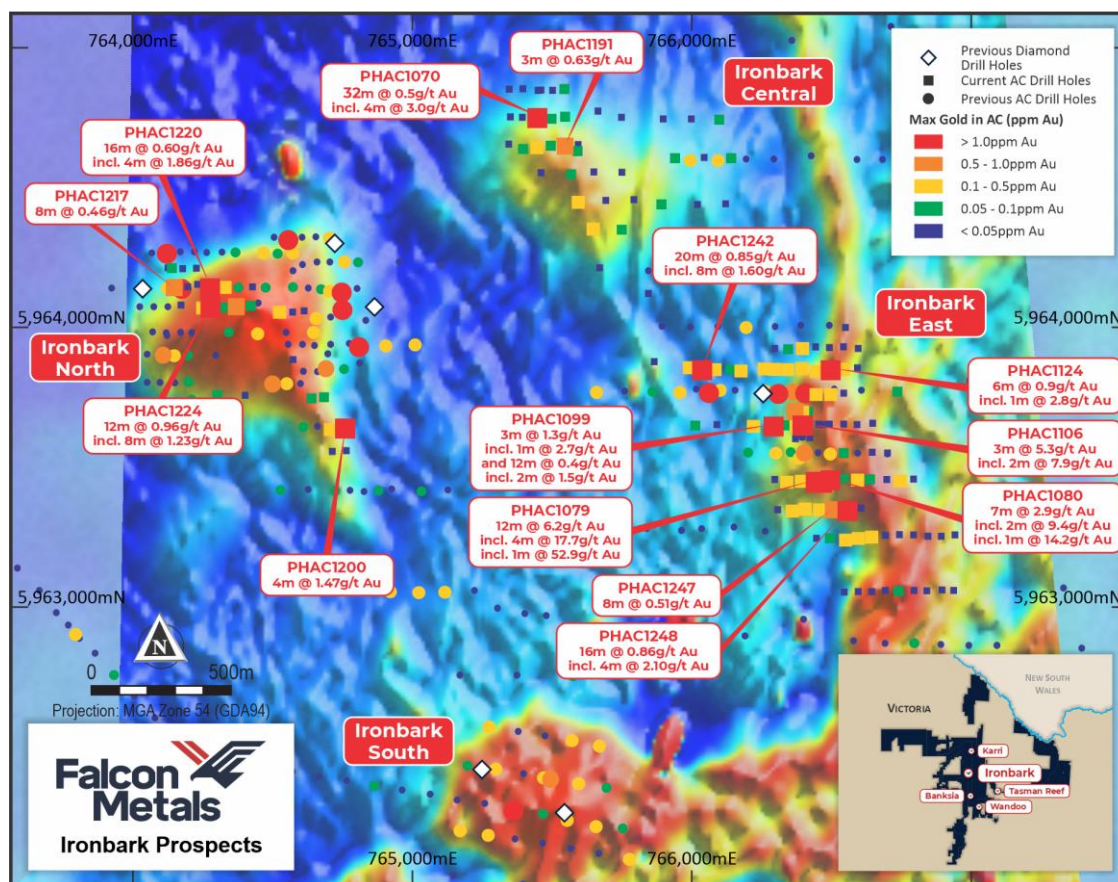 764,000mE
765,000mE
766,000mE
PHAC1191
3m @ 0.63g/t Au
PHAC1070
32m @ 0.5g/t Au
incl. 4m @ 3.0g/t Au
Ironbark
Central
Previous Diamond
Drill Holes
Current AC Drill Holes
Previous AC Drill Holes
Max Gold in AC (ppm Au)
> 1.0ppm Au
0.5 - 1.0ppm Au
0.1 - 0.5ppm Au
0.05 - 0.1ppm Au
< 0.05ppm Au
PHAC1220
16m @ 0.60g/t Au
incl. 4m @ 1.86g/t Au
PHAC1217
8m @ 0.46g/t Au
PHAC1242
20m @ 0.85g/t Au
incl. 8m @ 1.60g/t Au
Ironbark
East
5,964,000mN
5,964,000mN
Ironbark
North
PHAC1124
6m @ 0.9g/t Au
incl. 1m @ 2.8g/t Au
PHAC1224
12m @ 0.96g/t Au
incl. 8m @ 1.23g/t Au
PHAC1099
3m @ 1.3g/t Au
incl. 1m @ 2.7g/t Au
and 12m @ 0.4g/t Au
incl. 2m @ 1.5g/t Au
PHAC1106
3m @ 5.3g/t Au
incl. 2m @ 7.9g/t Au
PHAC1079
12m @ 6.2g/t Au
incl. 4m @ 17.7g/t Au
incl. 1m @ 52.9g/t Au
PHAC1080
7m @ 2.9g/t Au
incl. 2m @ 9.4g/t Au
incl. 1m @ 14.2g/t Au
PHAC1200
4m @ 1.47g/t Au
PHAC1247
8m @ 0.51g/t Au
5,963,000mN
5,963,000mN
PHAC1248
16m @ 0.86g/t Au
incl. 4m @ 2.10g/t Au
N
0
500m
Projection: MGA Zone 54 (GDA94)
Ironbark
South
Falcon
Metals
Ironbark Prospects
NEW SOUTH
WALES
VICTORIA
Karri
Ironbark
Banksia
Tasman Reef
Wandoo
765,000mE
766,000mE